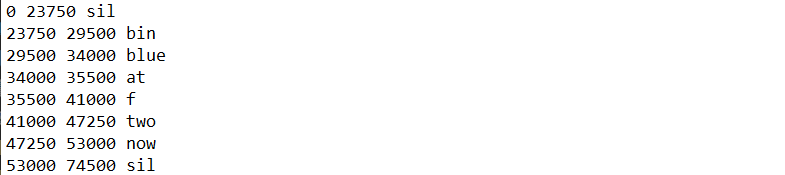 0 23750 sil
23750 29500 bin
29500 34000 blue
34000 35500 at
35500 41000 f
41000 47250 two
47250 53000 now
53000 74500 sil